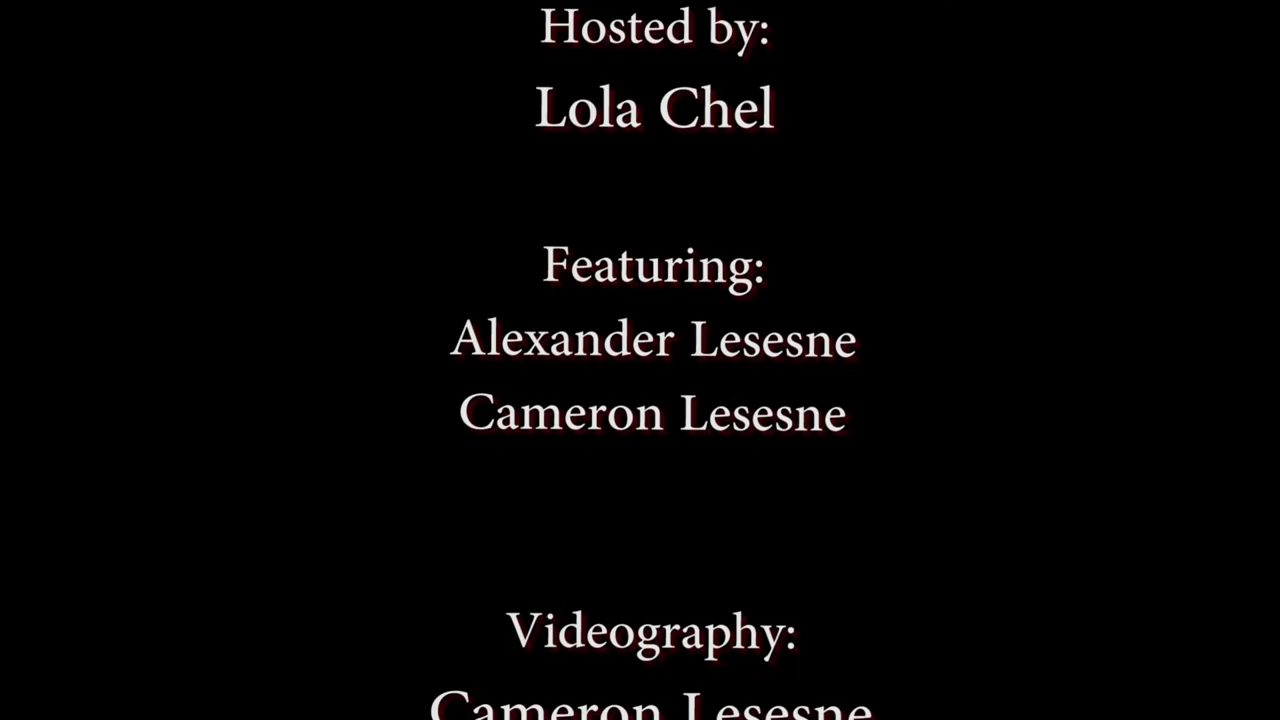 Hosted by:
Lola Chel
Featuring:
Alexander Lesesne
Cameron Lesesne
Videography:
Cameron Lesesne